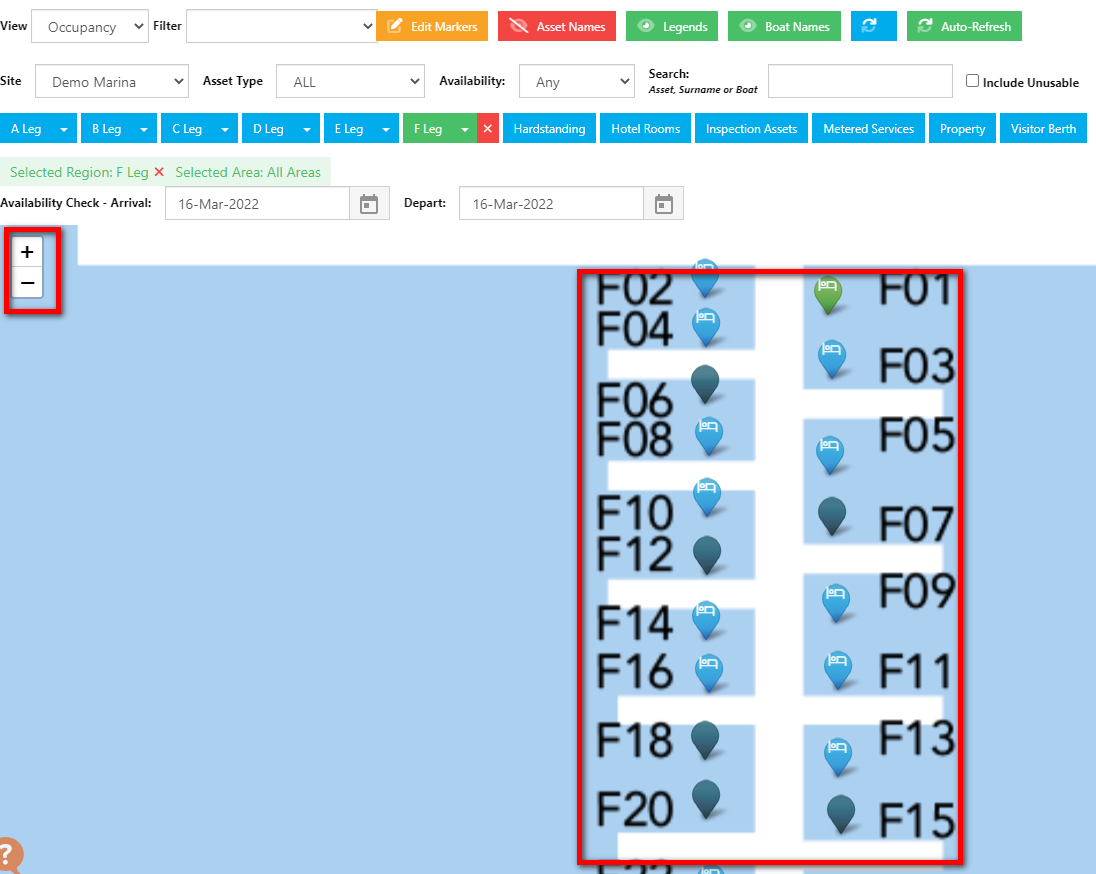 View Occupancy Filter Edit Markers Asset Names Legends Boat Names Auto-Refresh
Site Demo Marina Asset Type ALL Availability: Any Search: Include Unusable
Asset, Surname or Boat
A Leg B Leg C Leg D Leg E Leg F Leg × Hardstanding Hotel Rooms Inspection Assets Metered Services Property Visitor Berth
Selected Region: F Leg × Selected Area: All Areas
Availability Check - Arrival: 16-Mar-2022 Depart: 16-Mar-2022
+
−
F02 F01
F04
F03
F06
F08 F05
F10
F07
F12
F09
F14
F16 F11
F18 F13
F20
F15
?